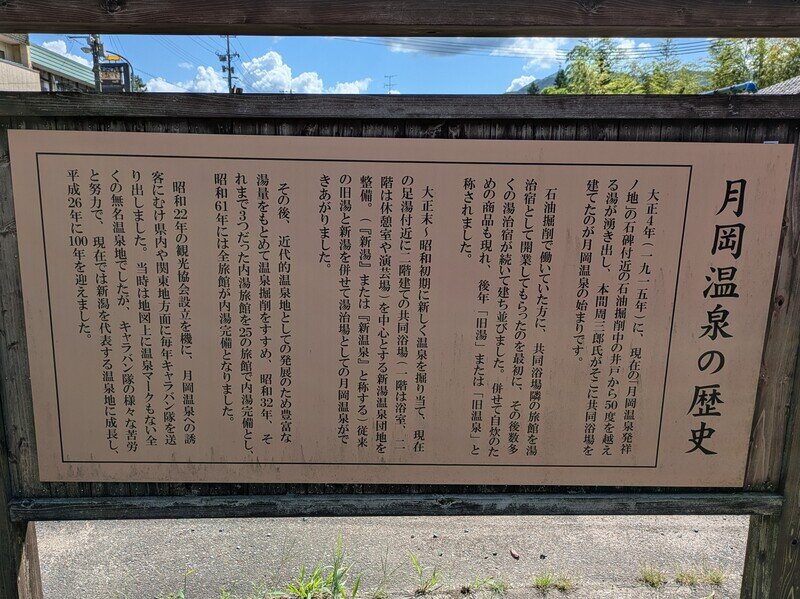 月岡温泉の歴史
大正4年（一九一五年）に、現在の「月岡温泉発祥
ノ地」の石碑付近の石油掘削中の井戸から50度を越え
る湯が湧き出し、本間周三郎氏がそこに共同浴場を
建てたのが月岡温泉の始まりです。
石油掘削で働いていた方に、共同浴場隣の旅館を湯
治宿として開業してもらったのを最初に、その後数多
くの湯治宿が続いて建ち並びました。併せて自炊のた
めの商品も現れ、後年「旧湯」または「旧温泉」と
称されました。
大正末～昭和初期に新しく温泉を掘り当て、現在
の足湯付近に二階建ての共同浴場（一階は浴室、二
階は休憩室や演芸場）を中心とする新湯温泉団地を
整備。（『新湯』または『新温泉』と称する）従来
の旧湯と新湯を併せて湯治場としての月岡温泉がで
きあがりました。
その後、近代的温泉地としての発展のため豊富な
湯量をもとめて温泉掘削をすすめ、昭和32年、そ
れまで3つだった内湯旅館を25の旅館で内湯完備とし、
昭和61年には全旅館が内湯完備となりました。
昭和22年の観光協会設立を機に、月岡温泉への誘
客にむけ県内や関東地方面に毎年キャラバン隊を送
り出しました。当時は地図上に温泉マークもない全
くの無名温泉地でしたが、キャラバン隊の様々な苦労
と努力で、現在では新潟を代表する温泉地に成長し、
平成26年に100年を迎えました。